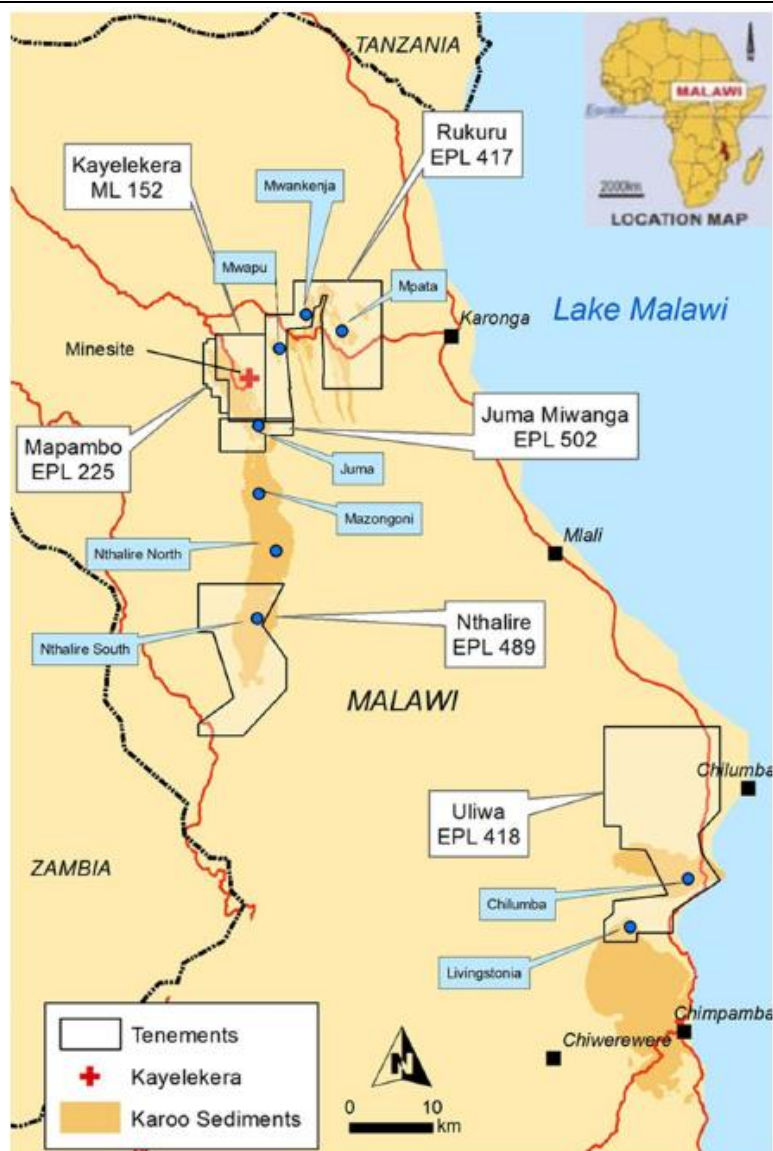 TANZANIA
MALAWI
Equator
2000km
LOCATION MAP
Rukuru
EPL 417
Kayelekera
ML 152
Mwankenja
Mwapu
Mpata
Lake Malawi
Karonga
Minesite
Juma Miwanga
EPL 502
Mapambo
EPL 225
Juma
Mazongoni
Mlali
Nthalire North
Nthalire
EPL 489
Nthalire South
MALAWI
Chilumba
Uliwa
EPL 418
ZAMBIA
Chilumba
Livingstonia
Chimpamba
Chiwerewere
Tenements
Kayelekera
Karoo Sediments
N
0 10
km